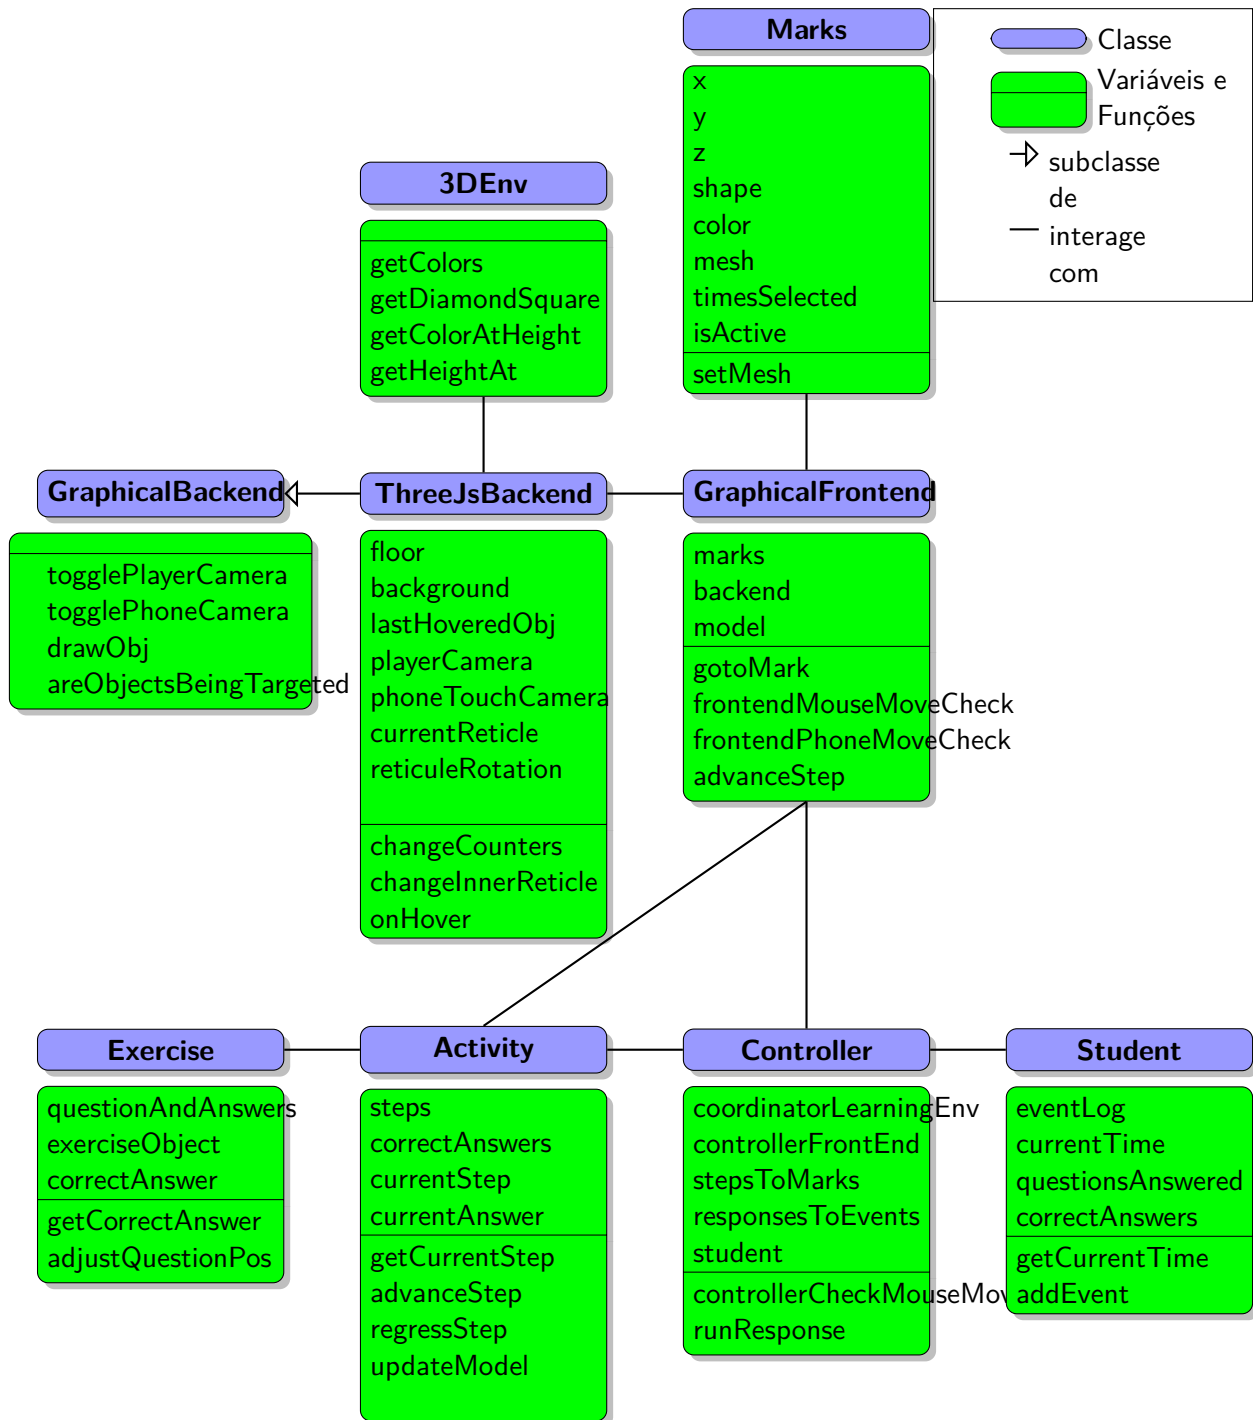 Marks
x
y
z
shape
color
mesh
timesSelected
isActive
setMesh
Classe
Variáveis e
Funções
subclasse
de
interage
com
3DEnv
getColors
getDiamondSquare
getColorAtHeight
getHeightAt
GraphicalBackend
togglePlayerCamera
togglePhoneCamera
drawObj
areObjectsBeingTargeted
ThreeJsBackend
floor
background
lastHoveredObj
playerCamera
phoneTouchCamera
currentReticle
reticuleRotation
changeCounters
changeInnerReticle
onHover
GraphicalFrontend
marks
backend
model
gotoMark
frontendMouseMoveCheck
frontendPhoneMoveCheck
advanceStep
Exercise
questionAndAnswers
exerciseObject
correctAnswer
getCorrectAnswer
adjustQuestionPos
Activity
steps
correctAnswers
currentStep
currentAnswer
getCurrentStep
advanceStep
regressStep
updateModel
Controller
coordinatorLearningEnv
controllerFrontEnd
stepsToMarks
responsesToEvents
student
runResponse
Student
eventLog
currentTime
questionsAnswered
correctAnswers
getCurrentTime
addEvent